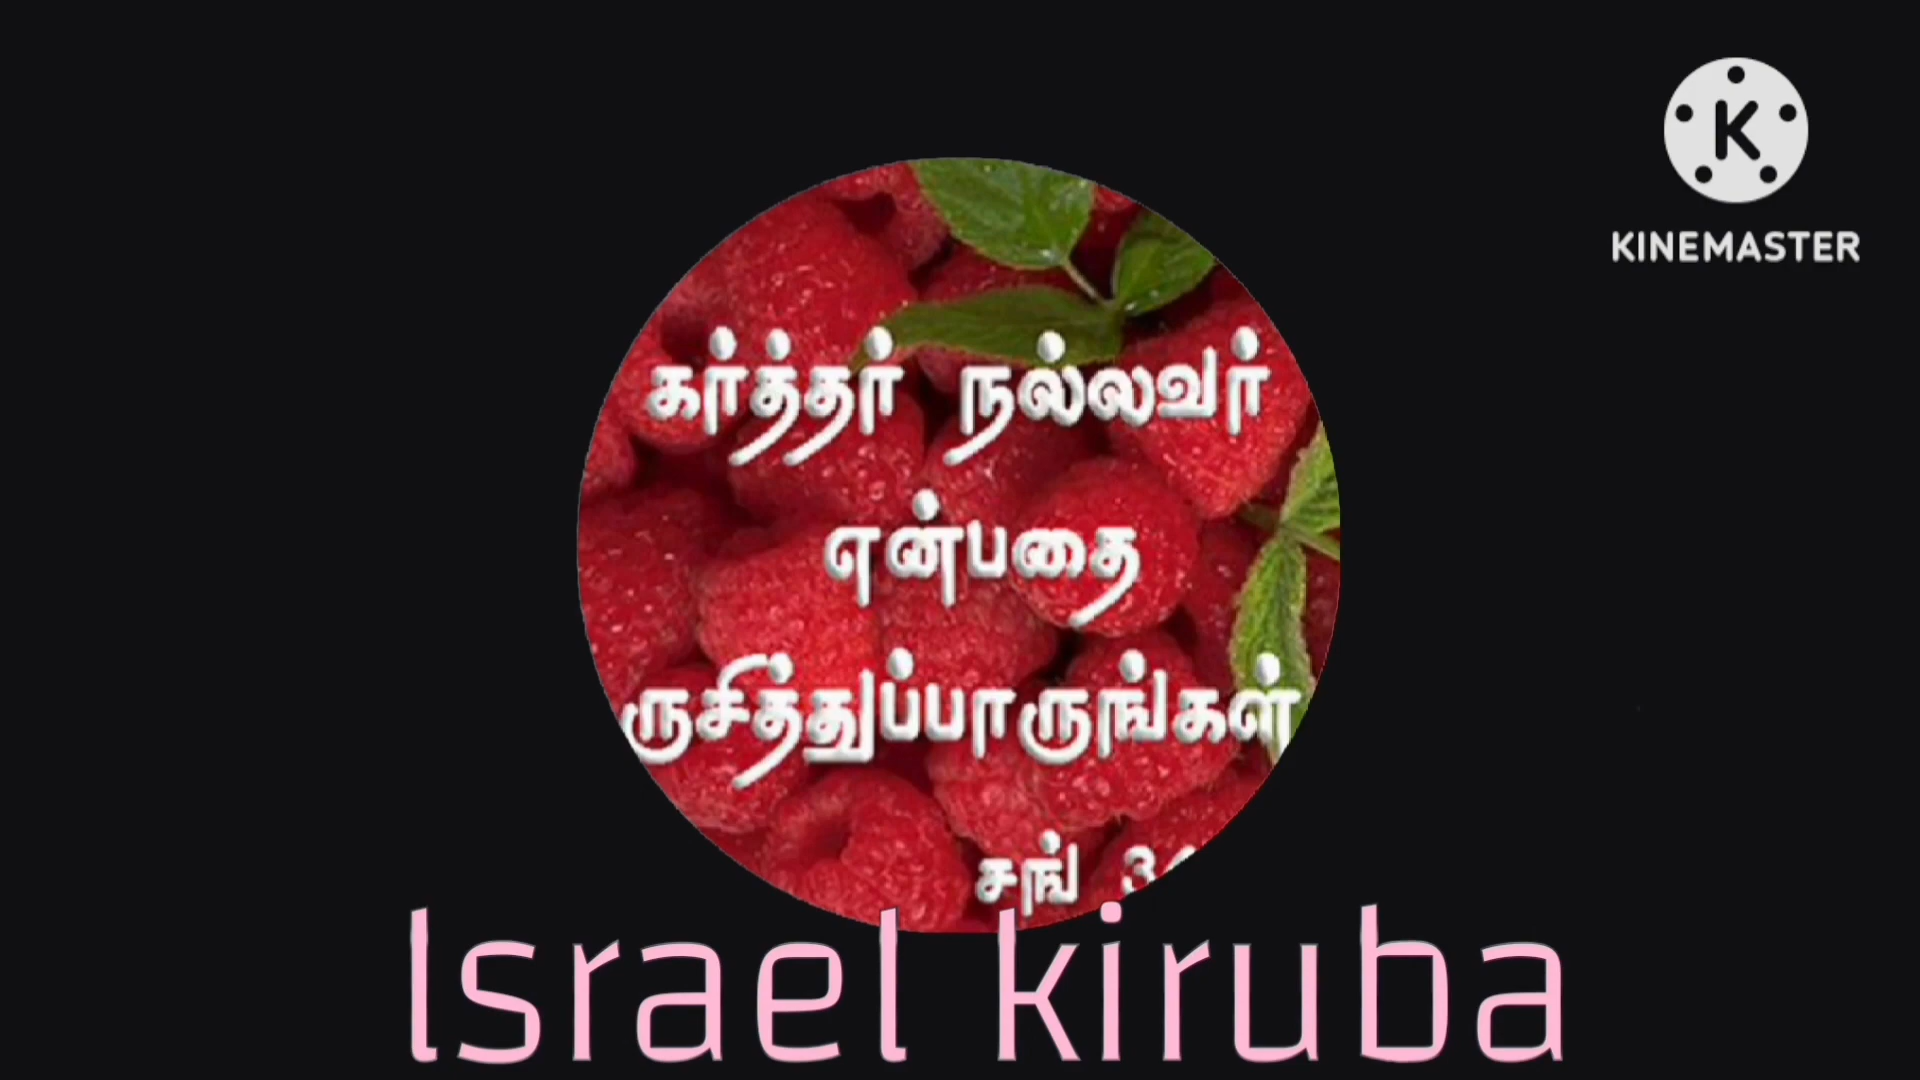 K
KINEMASTER
கர்த்தர் நல்லவர்
என்பதை
ருசித்துப்பாருங்கள்
சங்
Israel kiruba